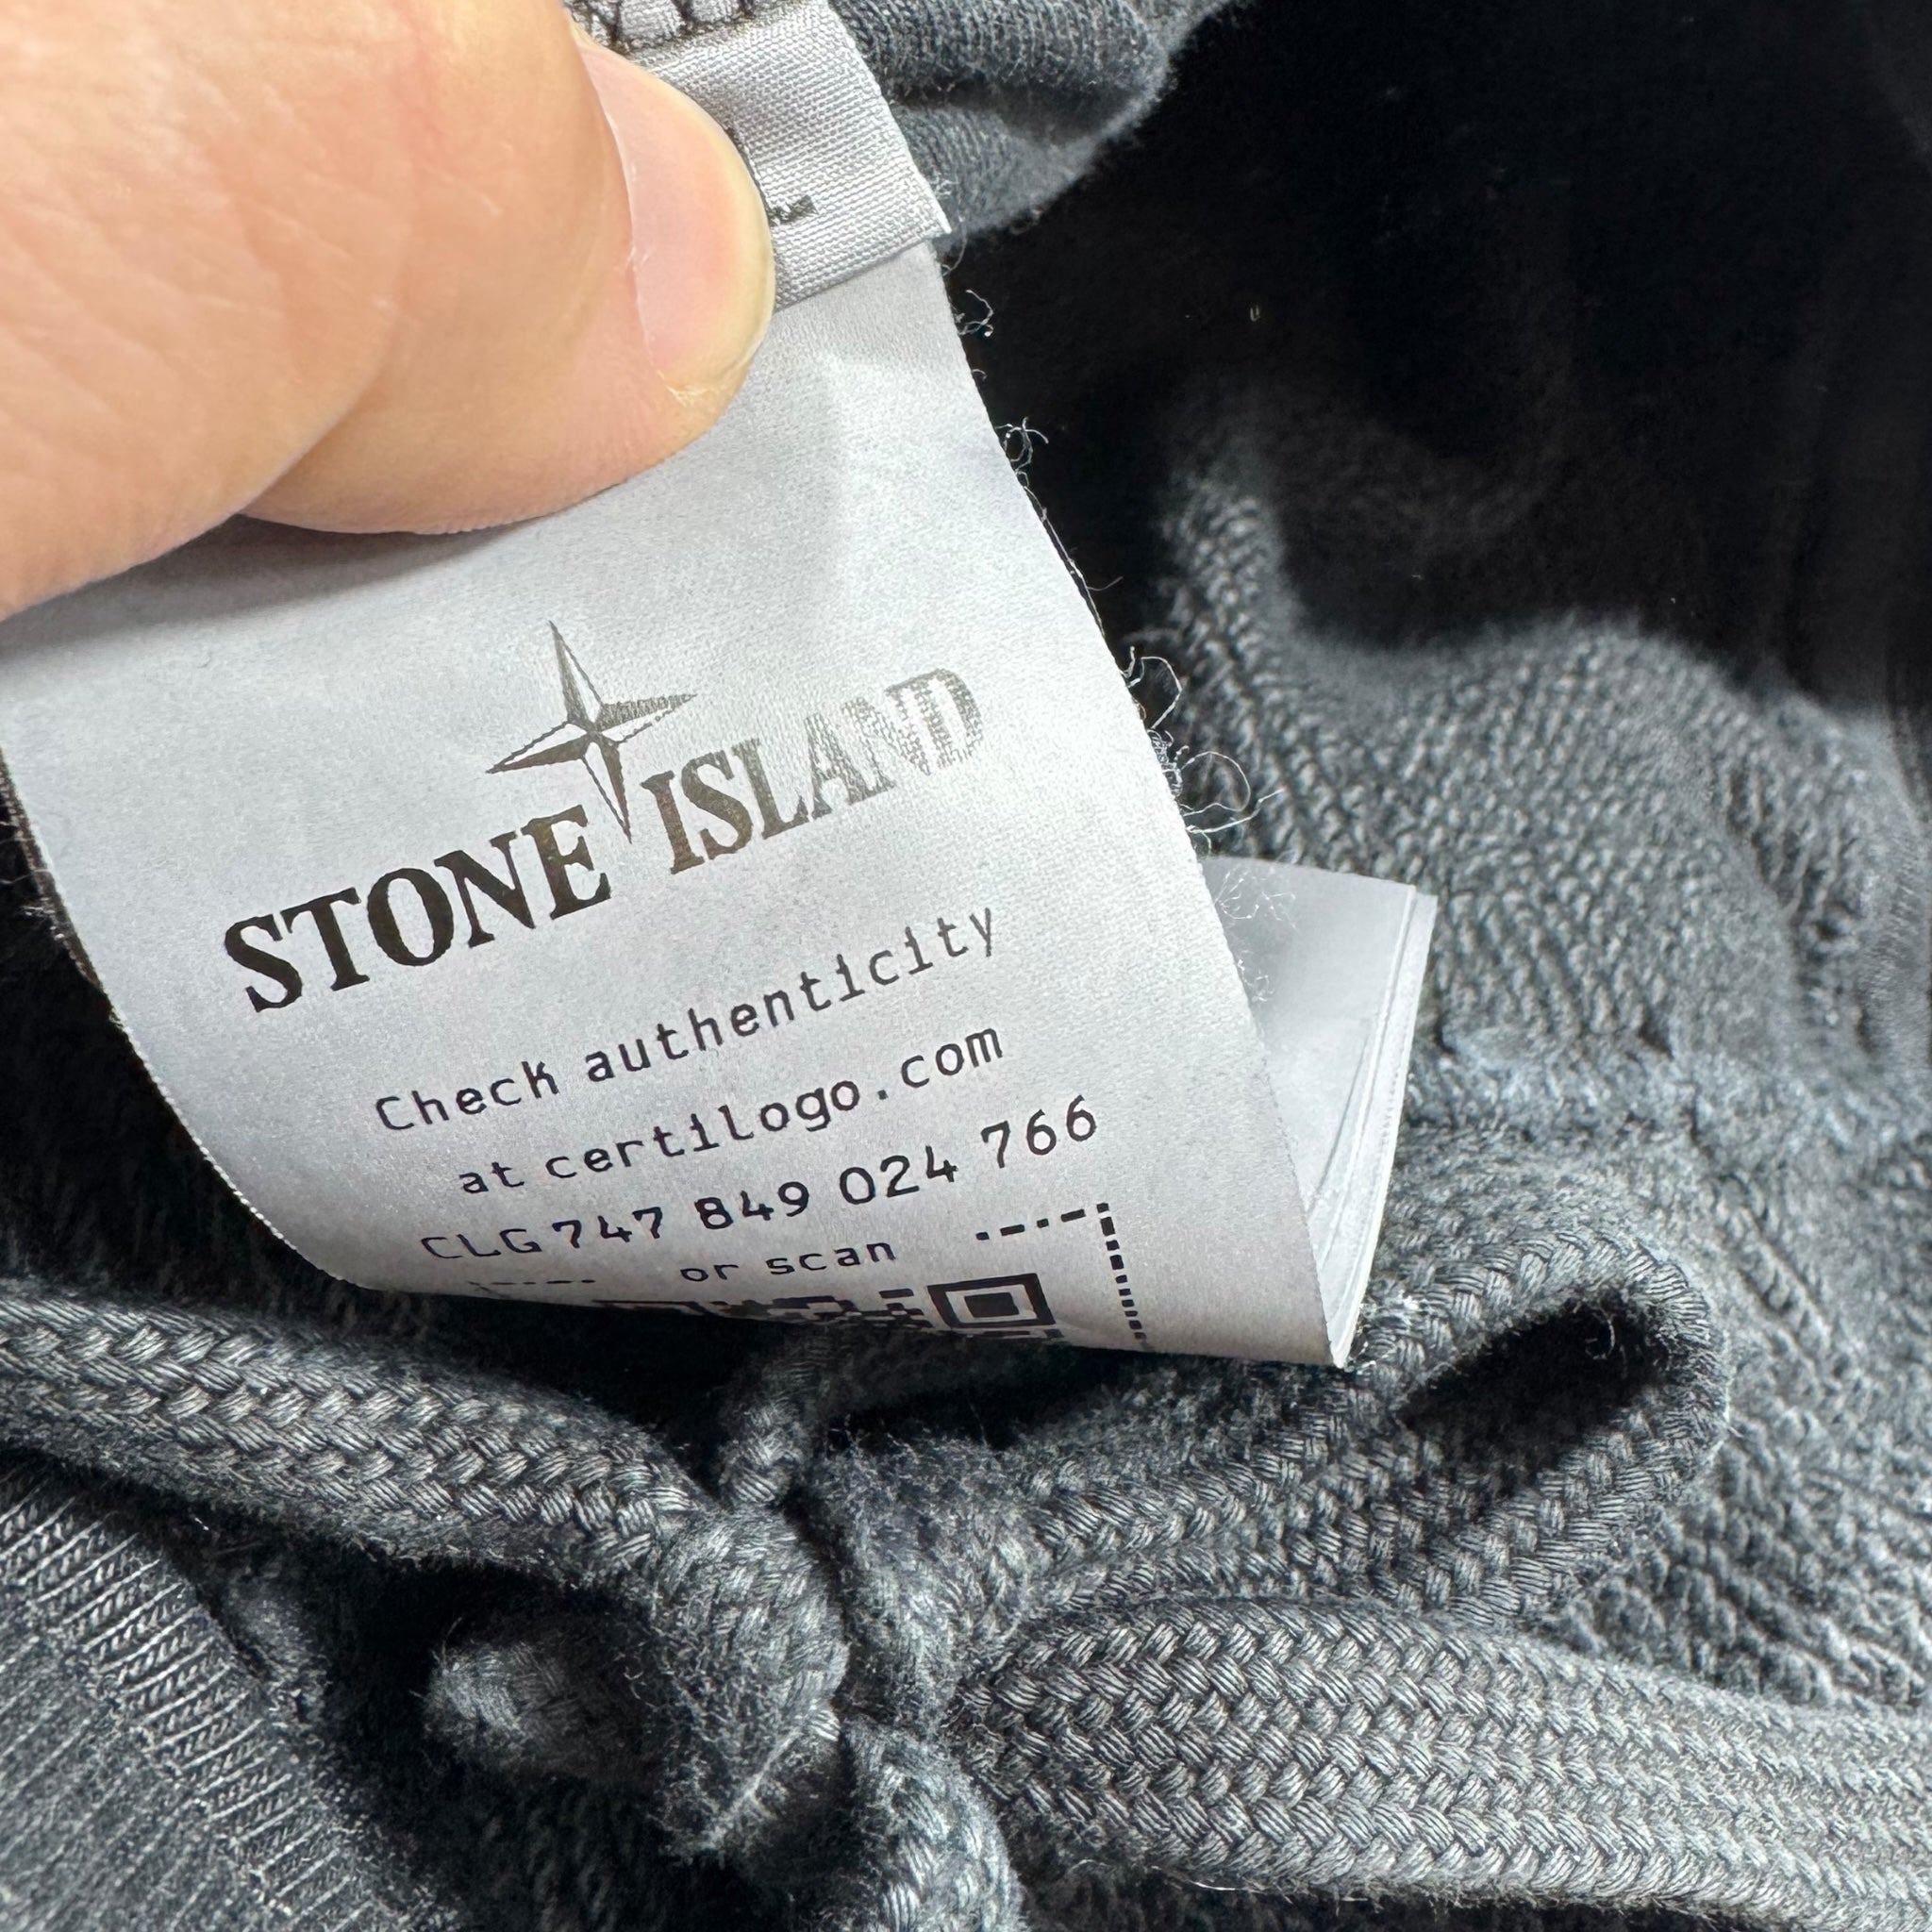 STONE ISLAND
Check authenticity
at certilogo.com
CLG 747 849 024 766
or scan